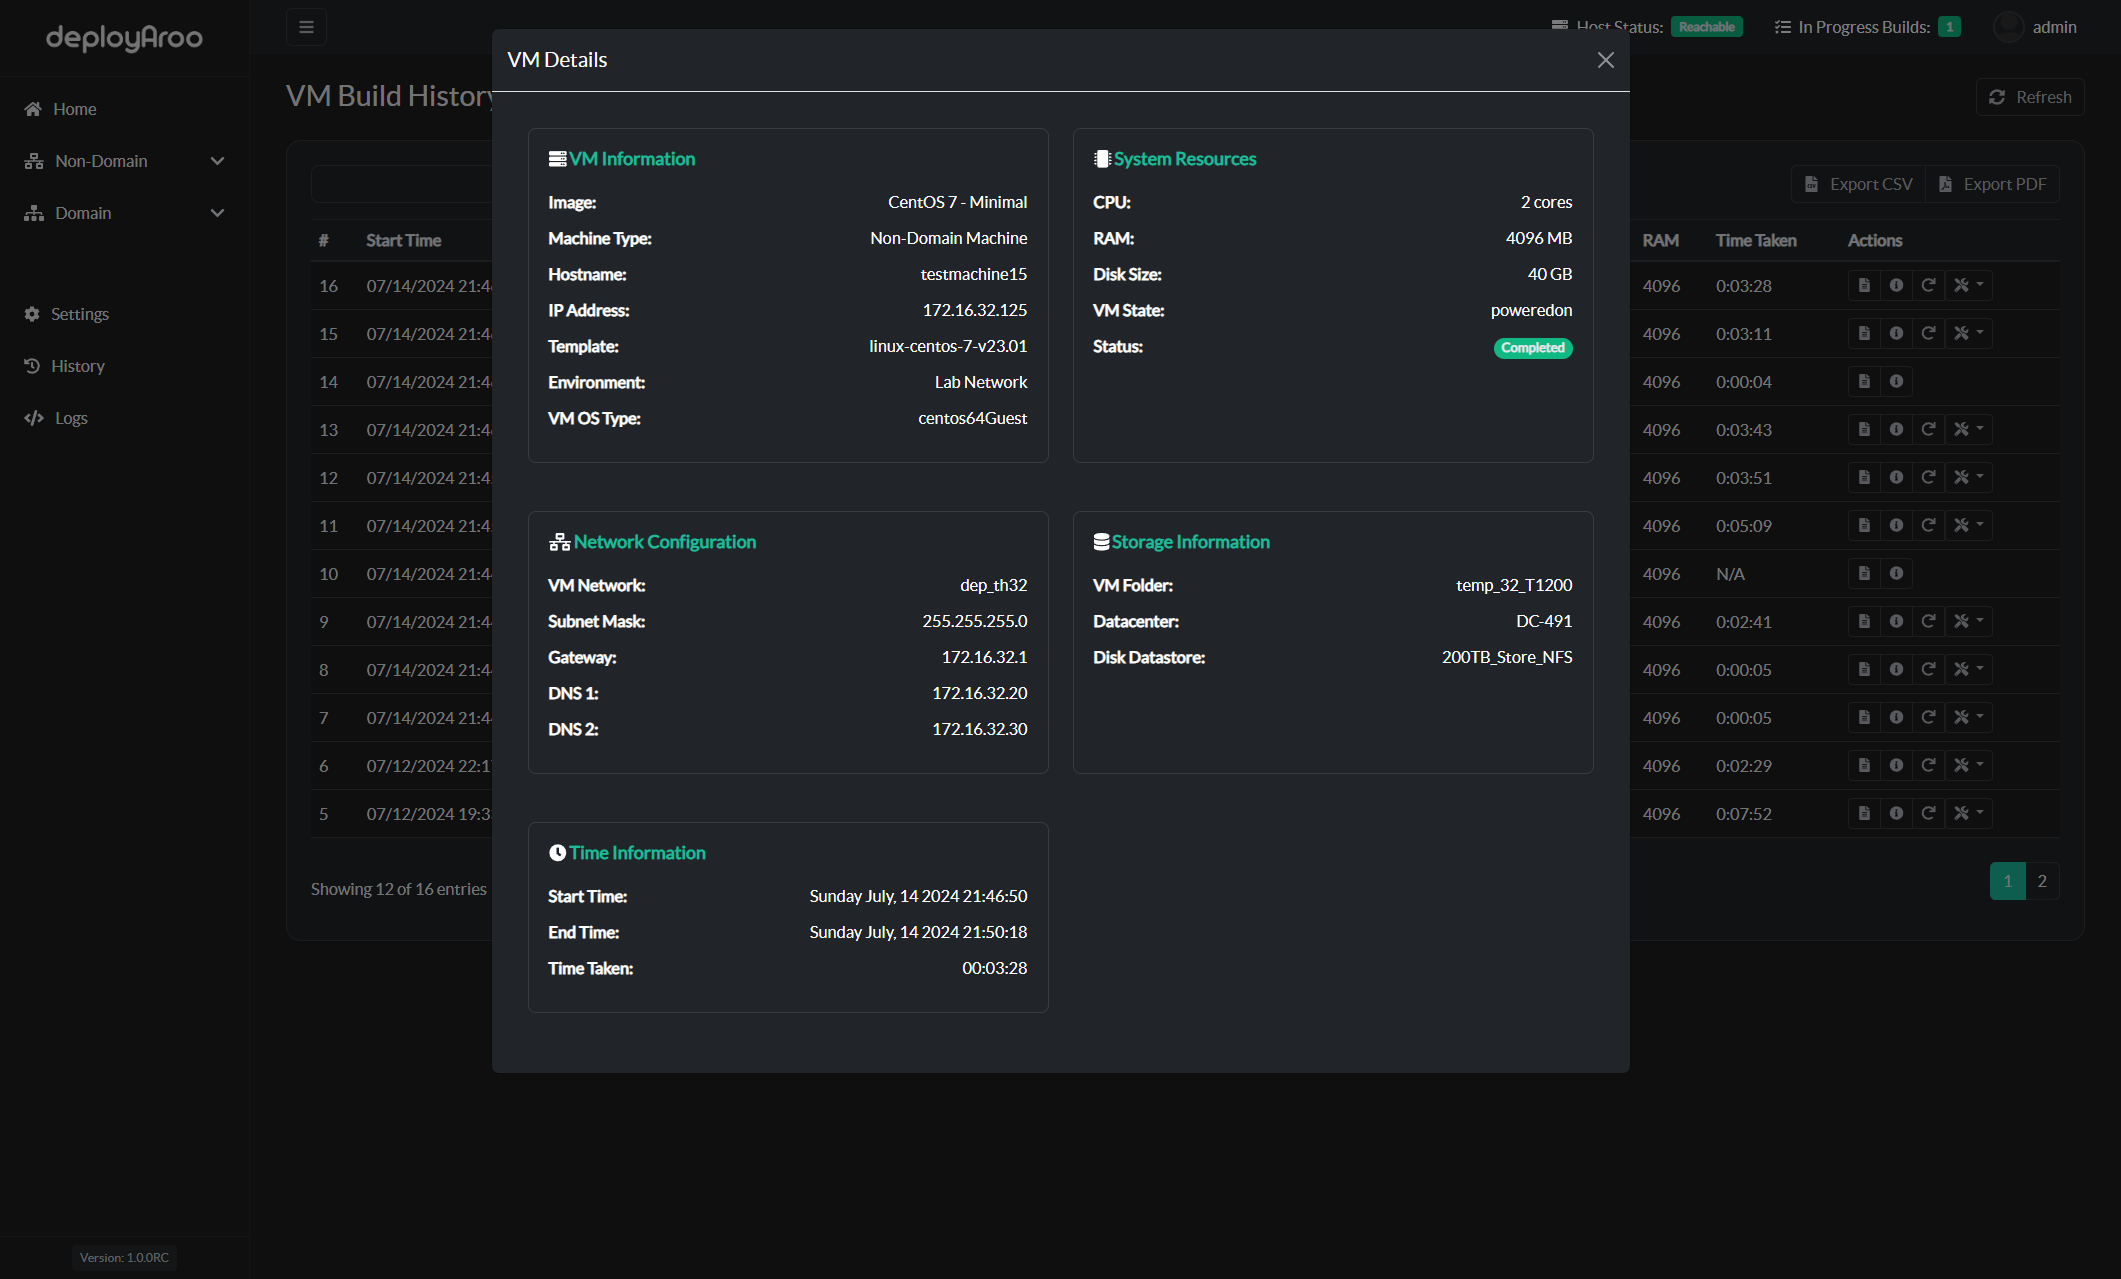 deployAroo
Host Status: Reachable
In Progress Builds: 1
admin
Home
Non-Domain
Domain
Settings
History
Logs
Version: 1.0.0RC
VM Build History
Refresh
Export CSV
Export PDF
# Start Time RAM Time Taken Actions
16 07/14/2024 21:4 4096 0:03:28
15 07/14/2024 21:4 4096 0:03:11
14 07/14/2024 21:4 4096 0:00:04
13 07/14/2024 21:4 4096 0:03:43
12 07/14/2024 21:4 4096 0:03:51
11 07/14/2024 21:4 4096 0:05:09
10 07/14/2024 21:4 4096 N/A
9 07/14/2024 21:4 4096 0:02:41
8 07/14/2024 21:4 4096 0:00:05
7 07/14/2024 21:4 4096 0:00:05
6 07/12/2024 22:1 4096 0:02:29
5 07/12/2024 19:3 4096 0:07:52
Showing 12 of 16 entries
1 2
VM Details
VM Information
Image: CentOS 7 - Minimal
Machine Type: Non-Domain Machine
Hostname: testmachine15
IP Address: 172.16.32.125
Template: linux-centos-7-v23.01
Environment: Lab Network
VM OS Type: centos64Guest
System Resources
CPU: 2 cores
RAM: 4096 MB
Disk Size: 40 GB
VM State: poweredon
Status: Completed
Network Configuration
VM Network: dep_th32
Subnet Mask: 255.255.255.0
Gateway: 172.16.32.1
DNS 1: 172.16.32.20
DNS 2: 172.16.32.30
Storage Information
VM Folder: temp_32_T1200
Datacenter: DC-491
Disk Datastore: 200TB_Store_NFS
Time Information
Start Time: Sunday July, 14 2024 21:46:50
End Time: Sunday July, 14 2024 21:50:18
Time Taken: 00:03:28